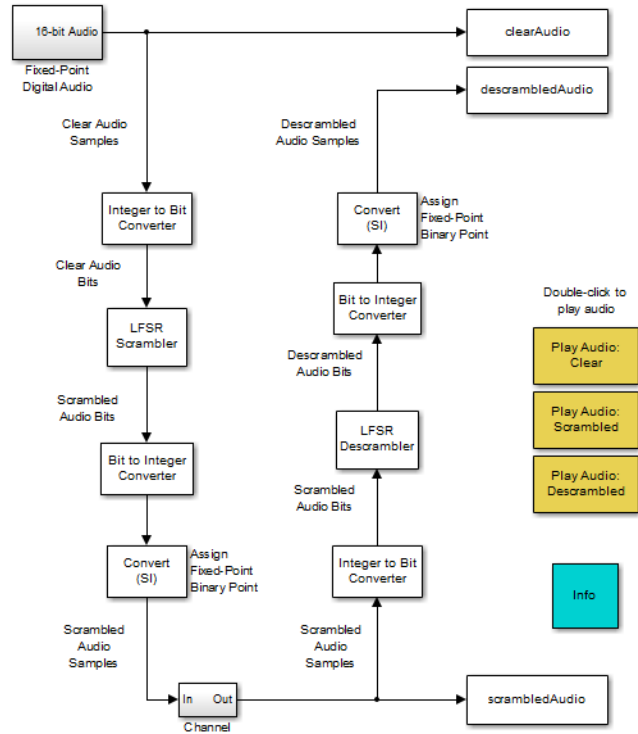 16-bit Audio
Fixed-Point
Digital Audio
clearAudio
descrambledAudio
Clear Audio
Samples
Descrambled
Audio Samples
Integer to Bit
Converter
Convert
(SI)
Assign
Fixed-Point
Binary Point
Clear Audio
Bits
Bit to Integer
Converter
Double-click to
play audio
LFSR
Scrambler
Descrambled
Audio Bits
Play Audio:
Clear
Scrambled
Audio Bits
LFSR
Descrambler
Play Audio:
Scrambled
Bit to Integer
Converter
Scrambled
Audio Bits
Play Audio:
Descrambled
Convert
(SI)
Assign
Fixed-Point
Binary Point
Integer to Bit
Converter
Info
Scrambled
Audio
Samples
Scrambled
Audio
Samples
In Out
Channel
scrambledAudio